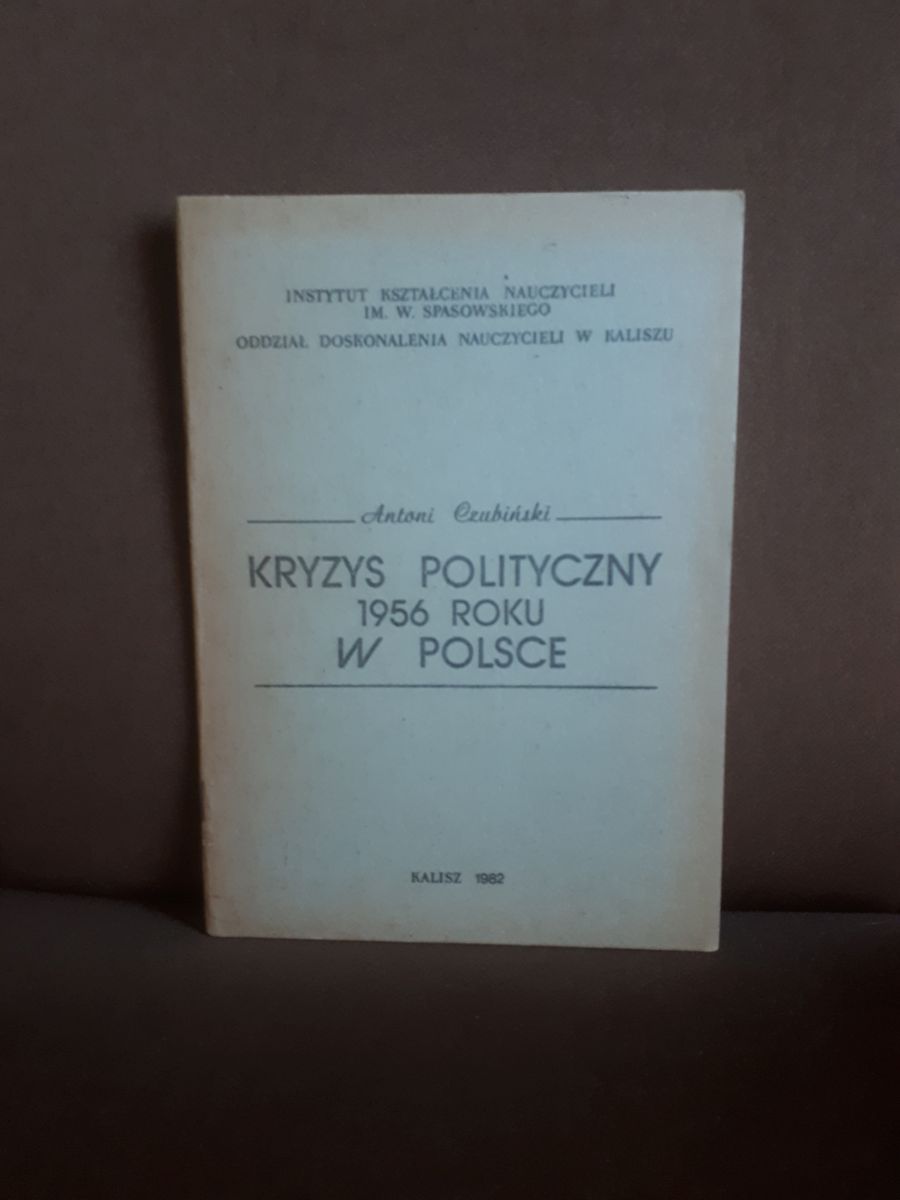 INSTYTUT KSZTAŁCENIA NAUCZYCIELI
IM. W. SPASOWSKIEGO
ODDZIAŁ DOSKONALENIA NAUCZYCIELI W KALISZU
Antoni Czubiński
KRYZYS POLITYCZNY
1956 ROKU
W POLSCE
KALISZ 1982